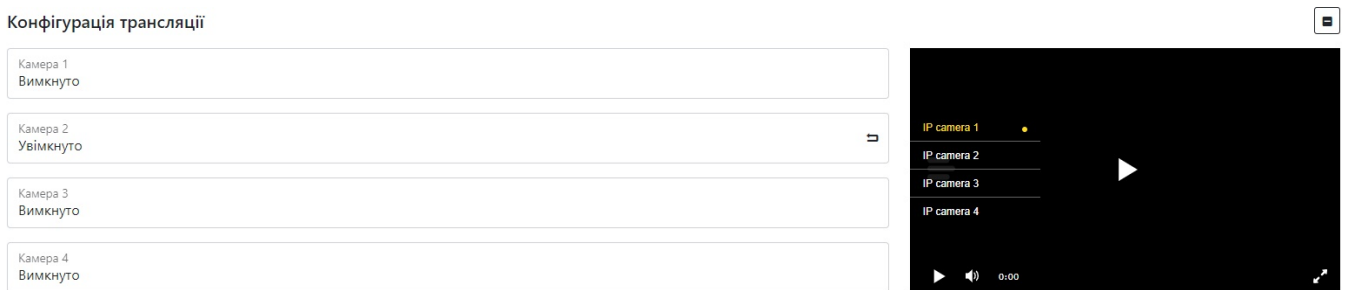 Конфігурація трансляції
Камера 1
Вимкнуто
Камера 2
Увімкнуто
Камера 3
Вимкнуто
Камера 4
Вимкнуто
IP camera 1
IP camera 2
IP camera 3
IP camera 4
0:00